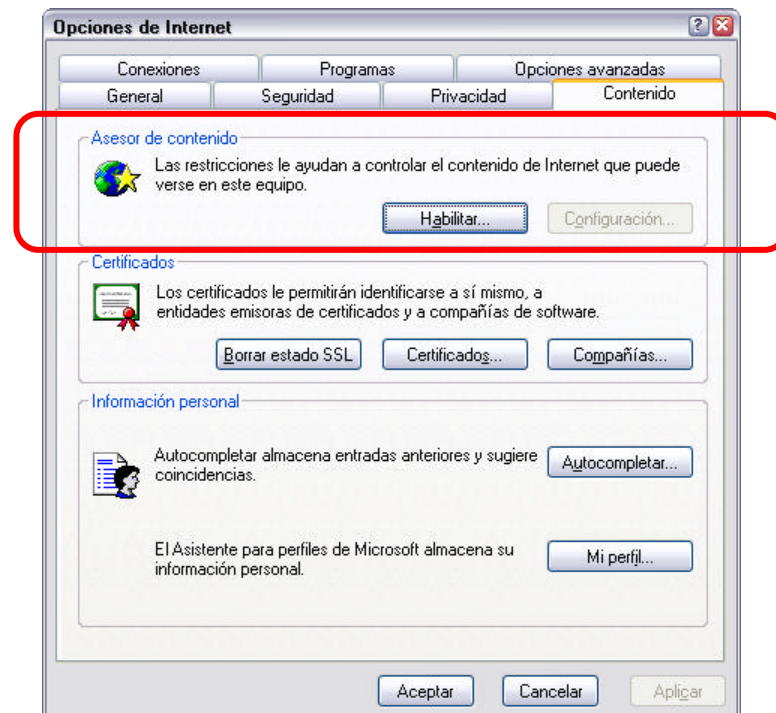 Opciones de Internet
Conexiones
Programas
Opciones avanzadas
General
Seguridad
Privacidad
Contenido
Asesor de contenido
Las restricciones le ayudan a controlar el contenido de Internet que puede
verse en este equipo.
Habilitar...
Configuración...
Certificados
Los certificados le permitirán identificarse a sí mismo, a
entidades emisoras de certificados y a compañías de software.
Borrar estado SSL
Certificados...
Compañías...
Información personal
Autocompletar almacena entradas anteriores y sugiere
coincidencias.
Autocompletar...
El Asistente para perfiles de Microsoft almacena su
información personal.
Mi perfil...
Aceptar
Cancelar
Aplicar